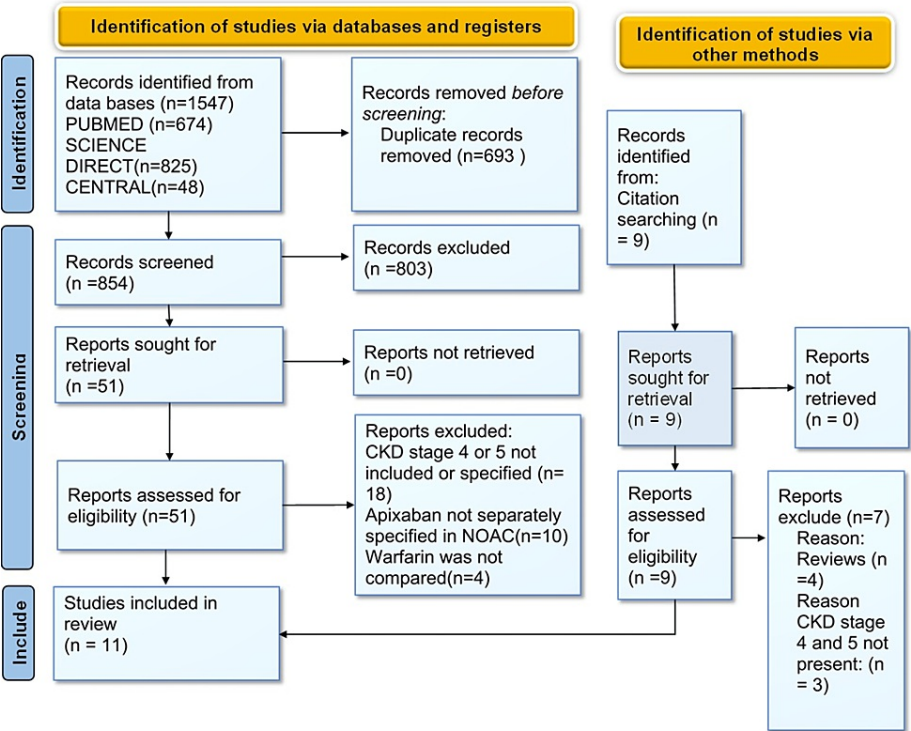 Identification of studies via databases and registers
Identification of studies via
other methods
Identification
Records identified from
data bases (n=1547)
PUBMED (n=674)
SCIENCE
DIRECT(n=825)
CENTRAL(n=48)
Records removed before
screening:
Duplicate records
removed (n=693 )
Records
identified
from:
Citation
searching (n
= 9)
Screening
Records screened
(n =854)
Records excluded
(n =803)
Reports sought for
retrieval
(n =51)
Reports not retrieved
(n =0)
Reports
sought for
retrieval
(n = 9)
Reports
not
retrieved
(n = 0)
Reports assessed for
eligibility (n=51)
Reports excluded:
CKD stage 4 or 5 not
included or specified (n=
18)
Apixaban not separately
specified in NOAC(n=10)
Warfarin was not
compared(n=4)
Reports
assessed
for
eligibility
(n =9)
Reports
exclude (n=7)
Reason:
Reviews (n
=4)
Reason
CKD stage
4 and 5 not
present: (n
= 3)
Include
Studies included in
review
(n = 11)